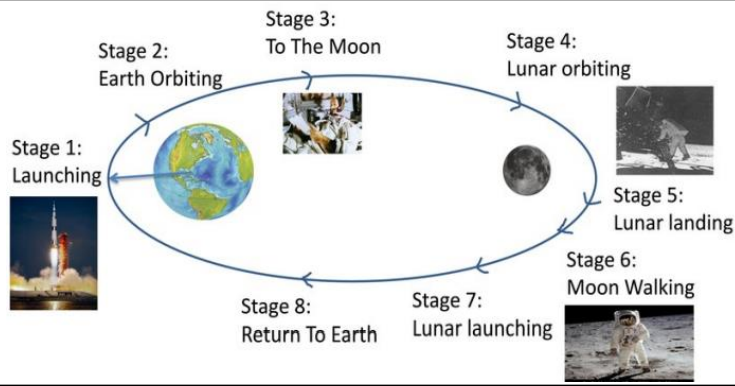 Stage 1:
Launching
Stage 2:
Earth Orbiting
Stage 3:
To The Moon
Stage 4:
Lunar orbiting
Stage 5:
Lunar landing
Stage 6:
Moon Walking
Stage 7:
Lunar launching
Stage 8:
Return To Earth